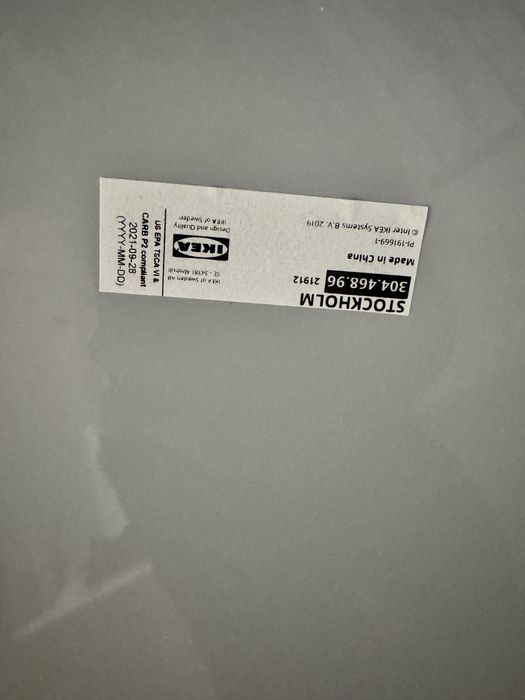 STOCKHOLM
304.468.96 21912
Made in China
PI-191669-1
© Inter IKEA Systems B.V. 2019
IKEA of Sweden AB
SE - 34381 Älmhult
IKEA
Design and Quality
IKEA of Sweden
US EPA TSCA VI &
CARB P2 compliant
2021-09-28
(YYYY-MM-DD)